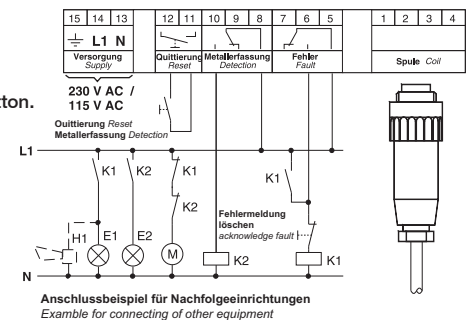 15 14 13 12 11 10 9 8 7 6 5 1 2 3 4
L1 N
Versorgung Quittierung Metallerfassung Fehler Spule Coil
Supply Reset Detection Fault
230 V AC /
115 V AC
tton.
Quittierung Reset
Metallerfassung Detection
L1
K1 K2 K1 K1
K2
Fehlermeldung
löschen
acknowledge fault
H1 E1 E2 M K2 K1
N
Anschlussbeispiel für Nachfolgeeinrichtungen
Examble for connecting of other equipment